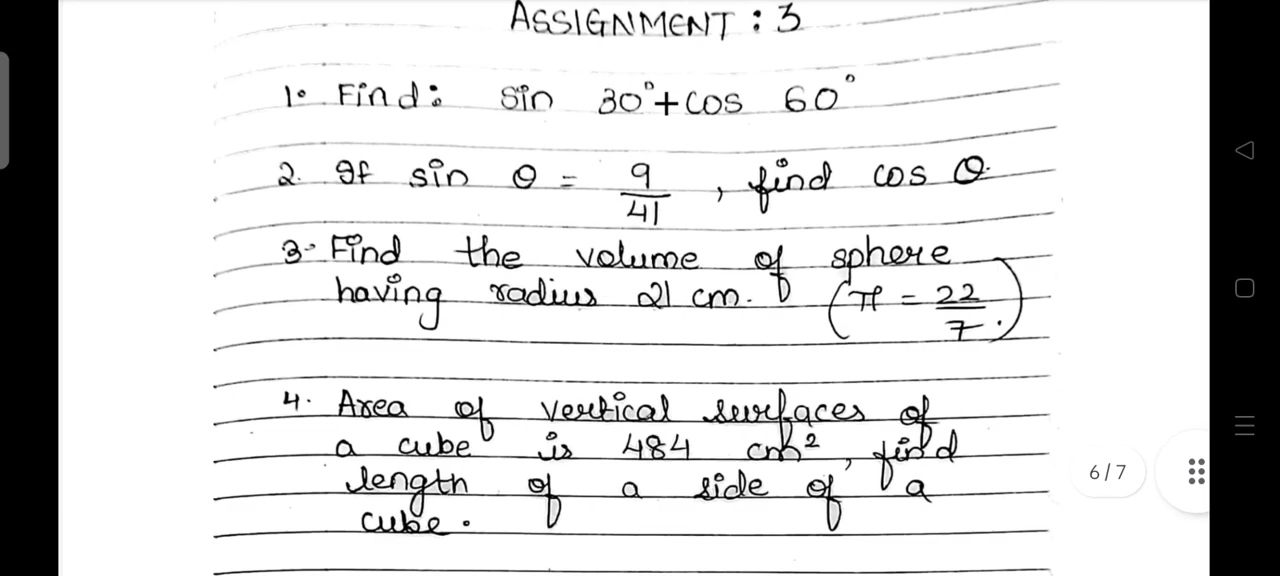 ASSIGNMENT : 3
1. Find: sin 30° + cos 60°
2. If sin θ = 9/41, find cos θ.
3. Find the volume of sphere
having radius 21 cm. (π = 22/7.)
4. Area of vertical surfaces of
a cube is 484 cm², find
length of a side of a
cube.
6/7